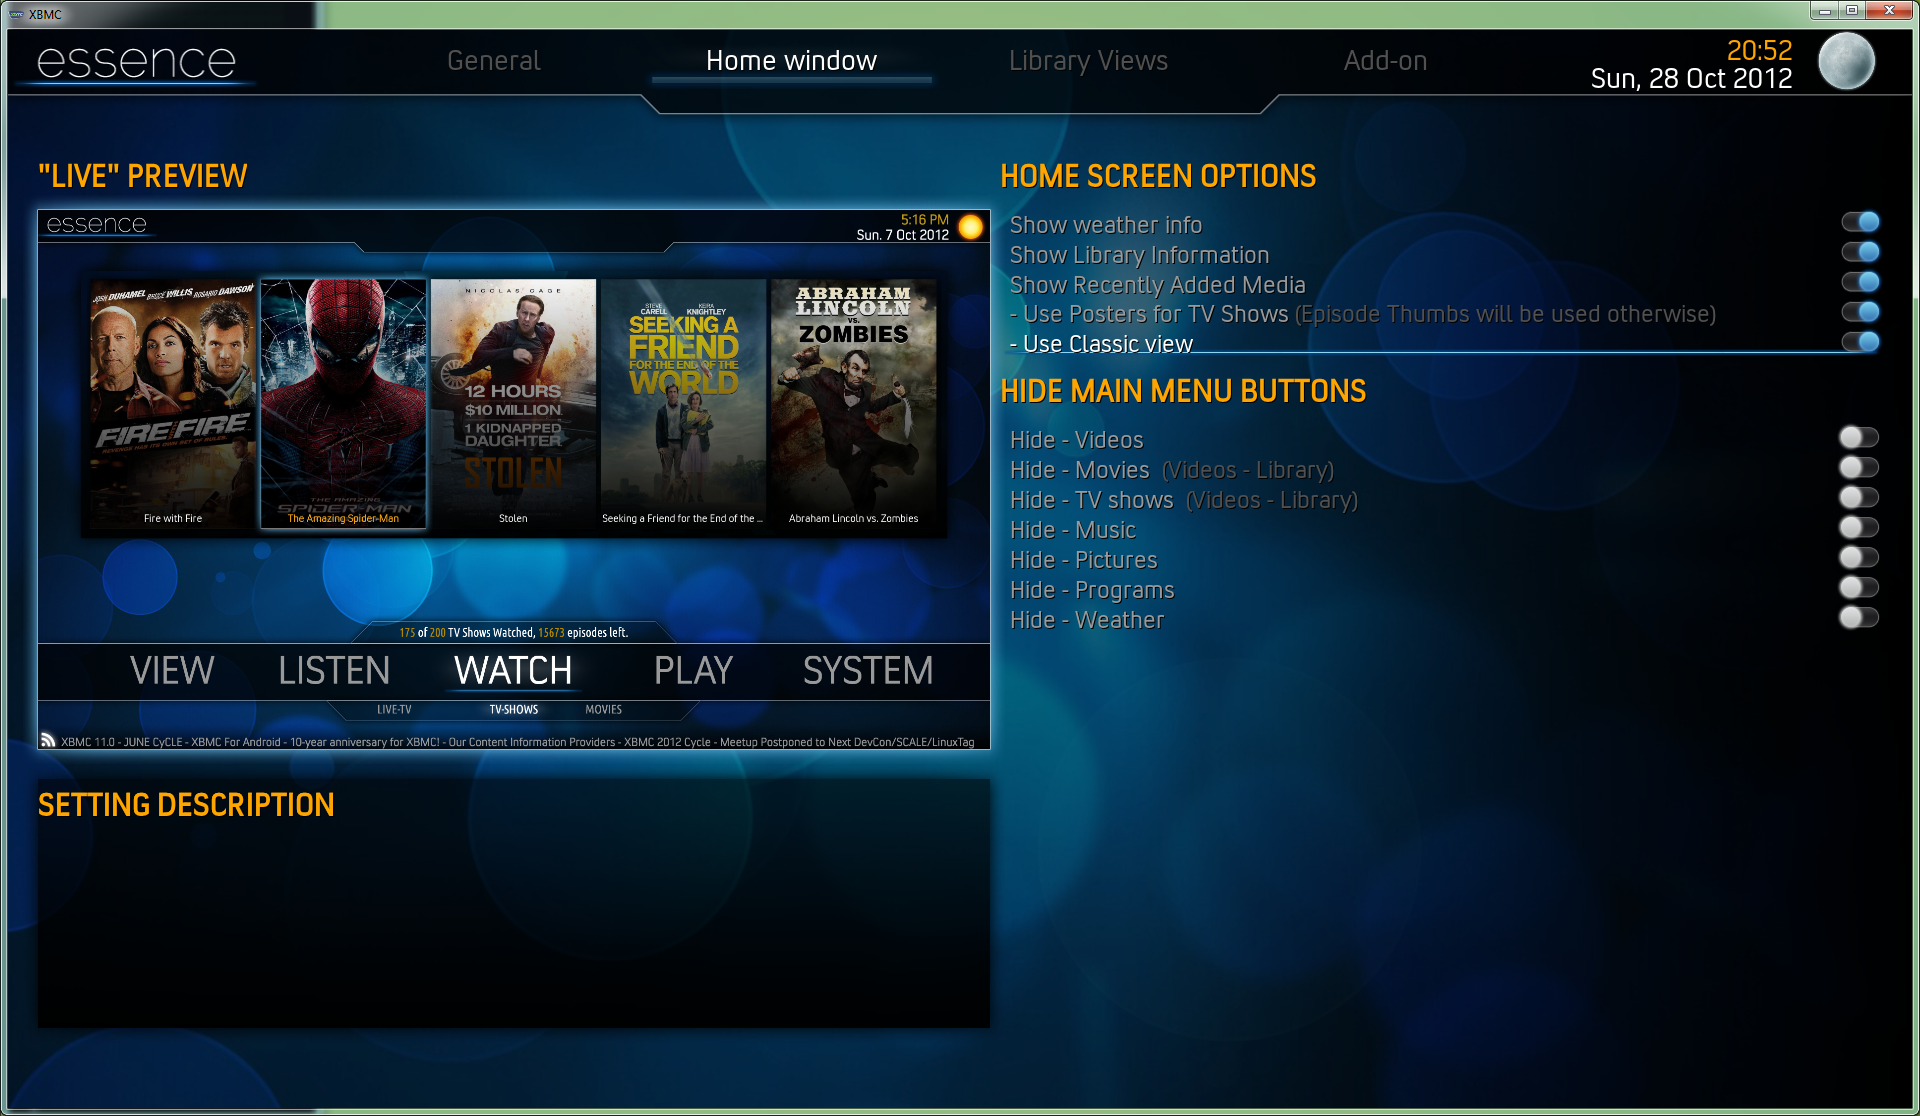 XBMC
essence
General
Home window
Library Views
Add-on
20:52
Sun, 28 Oct 2012
"LIVE" PREVIEW
essence
5:16 PM
Sun. 7 Oct 2012
JOSH DUHAMEL BRUCE WILLIS ROSARIO DAWSON
FIRE WITH FIRE
REVENGE HAS ITS OWN SET OF RULES.
Fire with Fire
THE AMAZING
SPIDER-MAN
The Amazing Spider-Man
NICOLAS CAGE
12 HOURS
$10 MILLION
1 KIDNAPPED
DAUGHTER
STOLEN
Stolen
STEVE CARELL
KEIRA KNIGHTLEY
SEEKING A
FRIEND
FOR THE END OF THE
WORLD
Seeking a Friend for the End of the ...
ABRAHAM
LINCOLN
VS.
ZOMBIES
Abraham Lincoln vs. Zombies
175 of 200 TV Shows Watched, 15673 episodes left.
VIEW
LISTEN
WATCH
PLAY
SYSTEM
LIVE-TV
TV-SHOWS
MOVIES
XBMC 11.0 - JUNE CyCLE - XBMC For Android - 10-year anniversary for XBMC! - Our Content Information Providers - XBMC 2012 Cycle - Meetup Postponed to Next DevCon/SCALE/LinuxTag
SETTING DESCRIPTION
HOME SCREEN OPTIONS
Show weather info
Show Library Information
Show Recently Added Media
- Use Posters for TV Shows (Episode Thumbs will be used otherwise)
- Use Classic view
HIDE MAIN MENU BUTTONS
Hide - Videos
Hide - Movies (Videos - Library)
Hide - TV shows (Videos - Library)
Hide - Music
Hide - Pictures
Hide - Programs
Hide - Weather